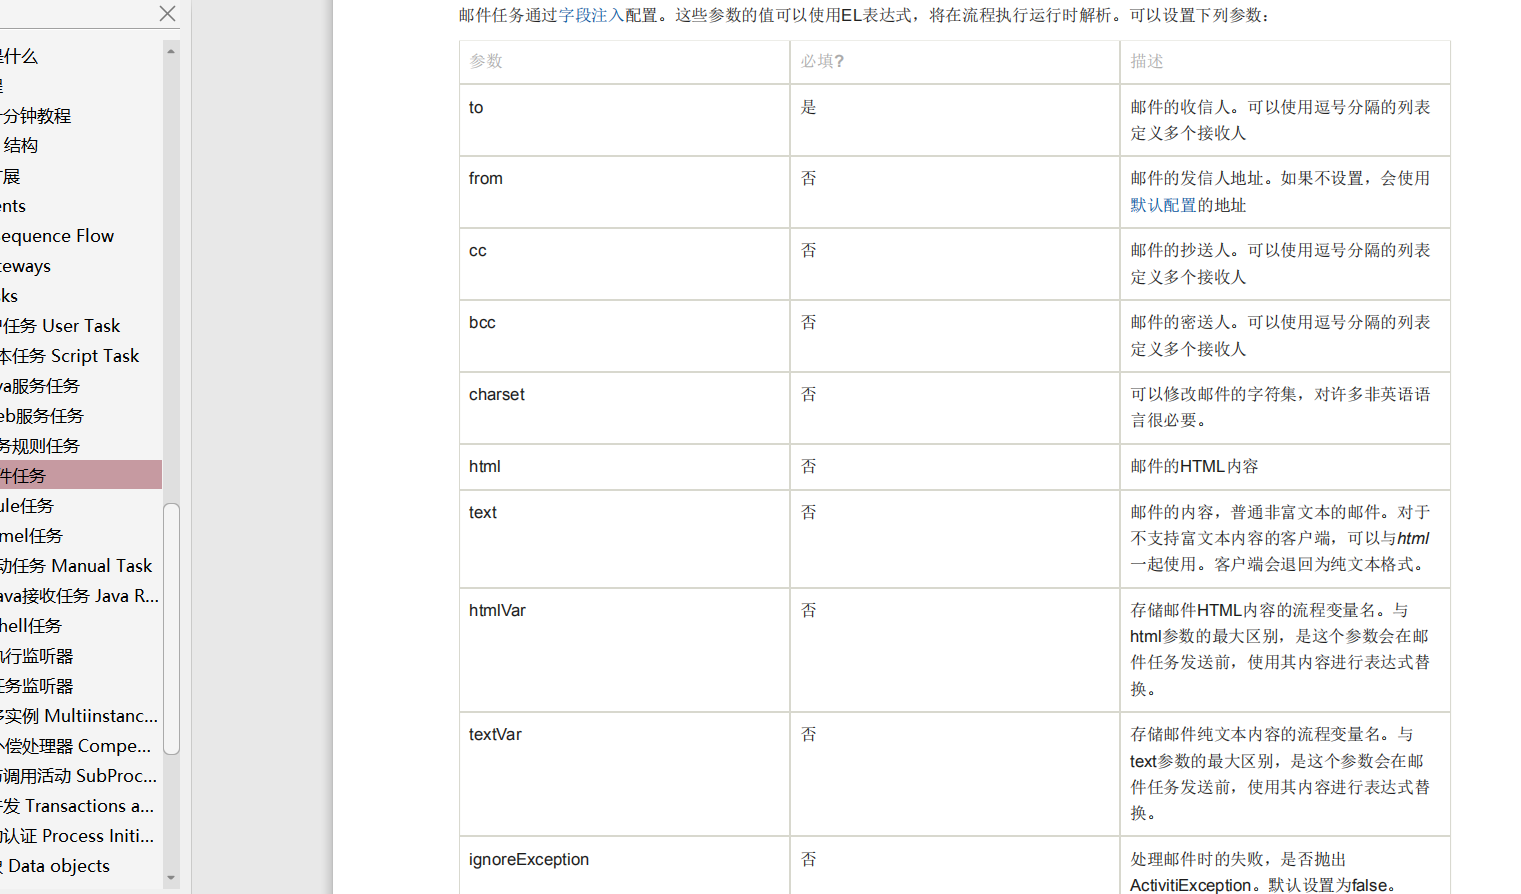 是什么
程
十分钟教程
结构
扩展
ents
equence Flow
teways
sks
户任务 User Task
本任务 Script Task
va服务任务
eb服务任务
务规则任务
件任务
ule任务
mel任务
动任务 Manual Task
ava接收任务 Java R...
hell任务
执行监听器
任务监听器
多实例 Multiinstanc...
补偿处理器 Compe...
与调用活动 SubProc...
并发 Transactions a...
认证 Process Initi...
Data objects
邮件任务通过字段注入配置。这些参数的值可以使用EL表达式，将在流程执行运行时解析。可以设置下列参数：
参数 必填? 描述
to 是 邮件的收信人。可以使用逗号分隔的列表
定义多个接收人
from 否 邮件的发信人地址。如果不设置，会使用
默认配置的地址
cc 否 邮件的抄送人。可以使用逗号分隔的列表
定义多个接收人
bcc 否 邮件的密送人。可以使用逗号分隔的列表
定义多个接收人
charset 否 可以修改邮件的字符集，对许多非英语语
言很必要。
html 否 邮件的HTML内容
text 否 邮件的内容，普通非富文本的邮件。对于
不支持富文本内容的客户端，可以与html
一起使用。客户端会退回为纯文本格式。
htmlVar 否 存储邮件HTML内容的流程变量名。与
html参数的最大区别，是这个参数会在邮
件任务发送前，使用其内容进行表达式替
换。
textVar 否 存储邮件纯文本内容的流程变量名。与
text参数的最大区别，是这个参数会在邮
件任务发送前，使用其内容进行表达式替
换。
ignoreException 否 处理邮件时的失败，是否抛出
ActivitiException。默认设置为false。